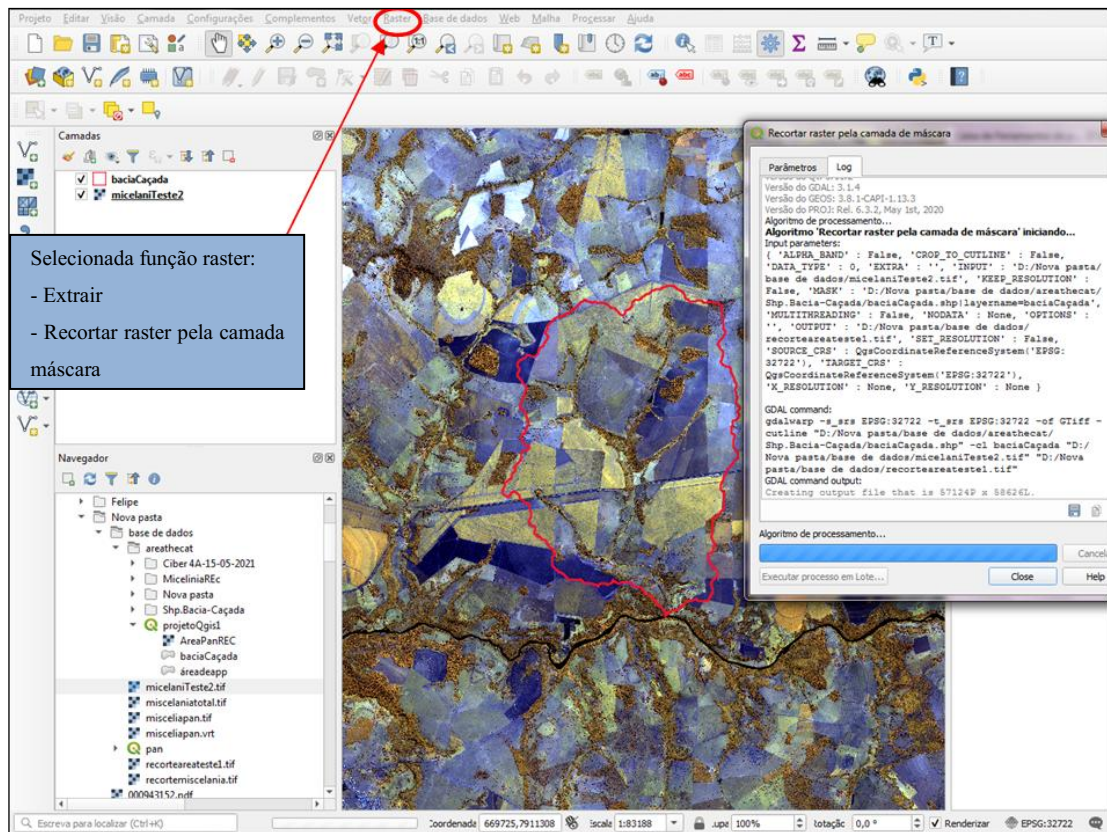 Projeto Editar Visão Camada Configurações Complementos Vetor Raster Base de dados Web Malha Processar Ajuda
Camadas
baciaCaçada
micelaniTeste2
Selecionada função raster:
- Extrair
- Recortar raster pela camada
máscara
Navegador
Felipe
Nova pasta
base de dados
areathecat
Ciber 4A-15-05-2021
MiceliniaREc
Nova pasta
Shp.Bacia-Caçada
projetoQgis1
AreaPanREC
baciaCaçada
áreadeapp
micelaniTeste2.tif
miscelaniatotal.tif
misceliapan.tif
misceliapan.vrt
pan
recorteareateste1.tif
recortemiscelania.tif
000943152.pdf
Recortar raster pela camada de máscara
Parâmetros Log
Versão do GDAL: 3.1.4
Versão do GEOS: 3.8.1-CAPI-1.13.3
Versão do PROJ: Rel. 6.3.2, May 1st, 2020
Algoritmo de processamento…
Algoritmo 'Recortar raster pela camada de máscara' iniciando…
Input parameters:
{ 'ALPHA_BAND' : False, 'CROP_TO_CUTLINE' : False,
'DATA_TYPE' : 0, 'EXTRA' : '', 'INPUT' : 'D:/Nova pasta/
base de dados/micelaniTeste2.tif', 'KEEP_RESOLUTION' :
False, 'MASK' : 'D:/Nova pasta/base de dados/areathecat/
Shp.Bacia-Caçada/baciaCaçada.shp|layername=baciaCaçada',
'MULTITHREADING' : False, 'NODATA' : None, 'OPTIONS' :
'', 'OUTPUT' : 'D:/Nova pasta/base de dados/
recorteareateste1.tif', 'SET_RESOLUTION' : False,
'SOURCE_CRS' : QgsCoordinateReferenceSystem('EPSG:
32722'), 'TARGET_CRS' :
QgsCoordinateReferenceSystem('EPSG:32722'),
'X_RESOLUTION' : None, 'Y_RESOLUTION' : None }
GDAL command:
gdalwarp -s_srs EPSG:32722 -t_srs EPSG:32722 -of GTiff -
cutline "D:/Nova pasta/base de dados/areathecat/
Shp.Bacia-Caçada/baciaCaçada.shp" -cl baciaCaçada "D:/
Nova pasta/base de dados/micelaniTeste2.tif" "D:/Nova
pasta/base de dados/recorteareateste1.tif"
GDAL command output:
Creating output file that is 57124P x 58626L.
Algoritmo de processamento…
Cancela
Executar processo em Lote… Close Help
Escreva para localizar (Ctrl+K) Coordenada 669725,7911308 Escala 1:83188 Lupa 100% Rotação 0,0 ° Renderizar EPSG:32722